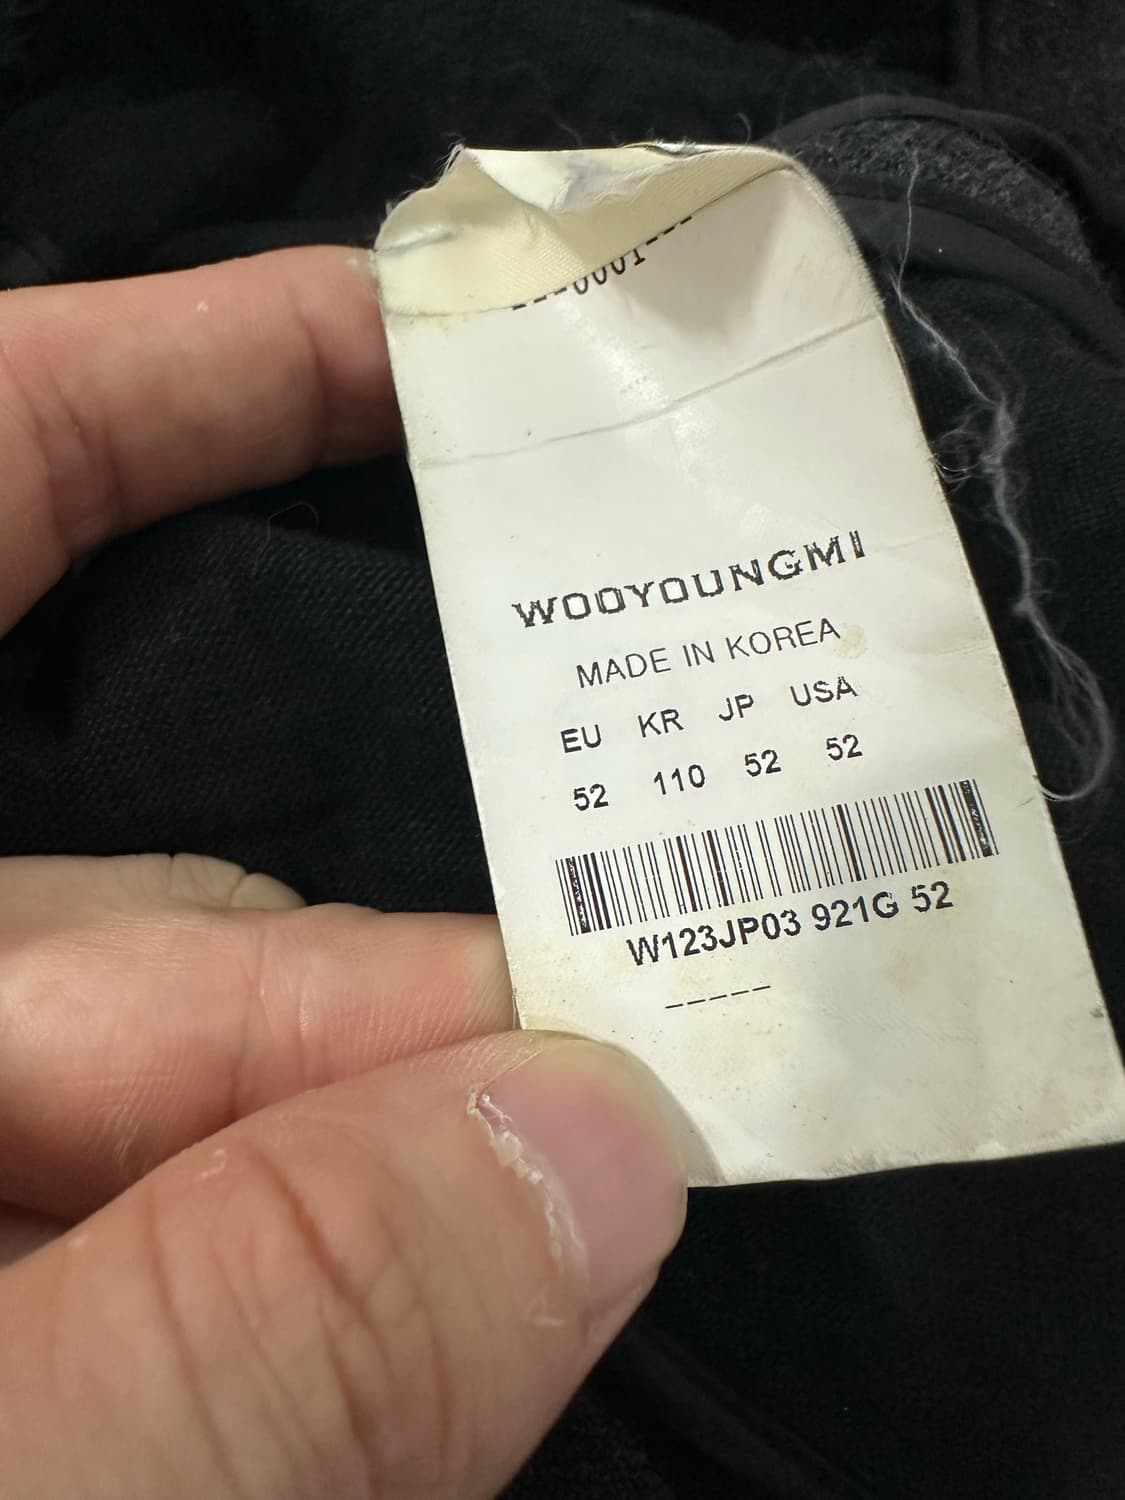 WOOYOUNGMI
MADE IN KOREA
EU KR JP USA
52 110 52 52
W123JP03 921G 52
-----